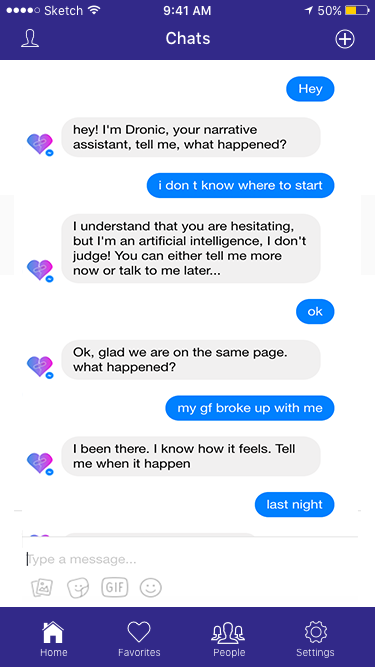 Sketch 9:41 AM 50%
Chats
Hey
hey! I'm Dronic, your narrative
assistant, tell me, what happened?
i don t know where to start
I understand that you are hesitating,
but I'm an artificial intelligence, I don't
judge! You can either tell me more
now or talk to me later...
ok
Ok, glad we are on the same page.
what happened?
my gf broke up with me
I been there. I know how it feels. Tell
me when it happen
last night
Type a message...
GIF
Home Favorites People Settings